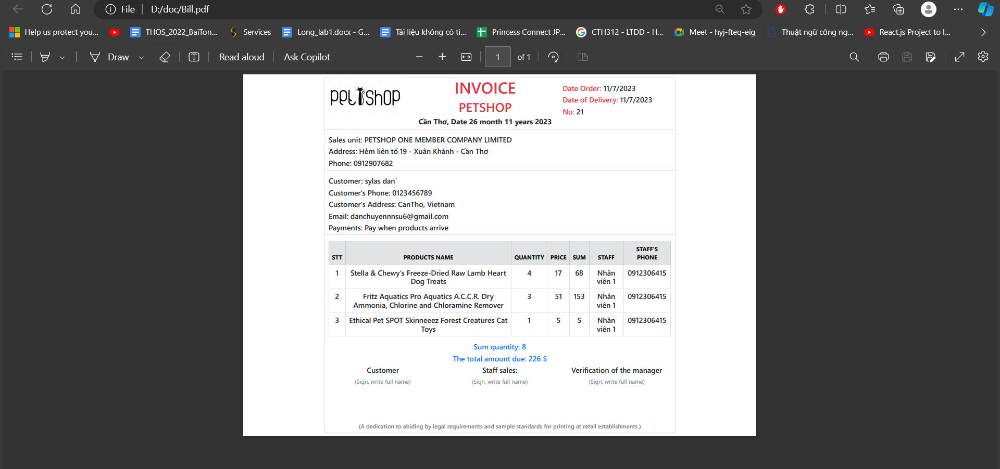 File
D:/doc/Bill.pdf
Help us protect you...
THOS_2022_BaiTon...
Services
Long_lab1.docx - G...
Tài liệu không có ti...
Princess Connect JP...
CTH312 - LTDD - H...
Meet - hyj-fteq-eig
Thuật ngữ công ng...
React.js Project to I...
Draw
Read aloud
Ask Copilot
1
of 1
PetShop
INVOICE
PETSHOP
Cần Thơ, Date 26 month 11 years 2023
Date Order: 11/7/2023
Date of Delivery: 11/7/2023
No: 21
Sales unit: PETSHOP ONE MEMBER COMPANY LIMITED
Address: Hẻm liên tổ 19 - Xuân Khánh - Cần Thơ
Phone: 0912907682
Customer: sylas dan`
Customer's Phone: 0123456789
Customer's Address: CanTho, Vietnam
Email: danchuyennnsu6@gmail.com
Payments: Pay when products arrive
STT PRODUCTS NAME QUANTITY PRICE SUM STAFF STAFF'S
PHONE
1 Stella & Chewy's Freeze-Dried Raw Lamb Heart 4 17 68 Nhân 0912306415
Dog Treats viên 1
2 Fritz Aquatics Pro Aquatics A.C.C.R. Dry 3 51 153 Nhân 0912306415
Ammonia, Chlorine and Chloramine Remover viên 1
3 Ethical Pet SPOT Skinneeez Forest Creatures Cat 1 5 5 Nhân 0912306415
Toys viên 1
Sum quantity: 8
The total amount due: 226 $
Customer Staff sales: Verification of the manager
(Sign, write full name) (Sign, write full name) (Sign, write full name)
(A dedication to abiding by legal requirements and sample standards for printing at retail establishments.)